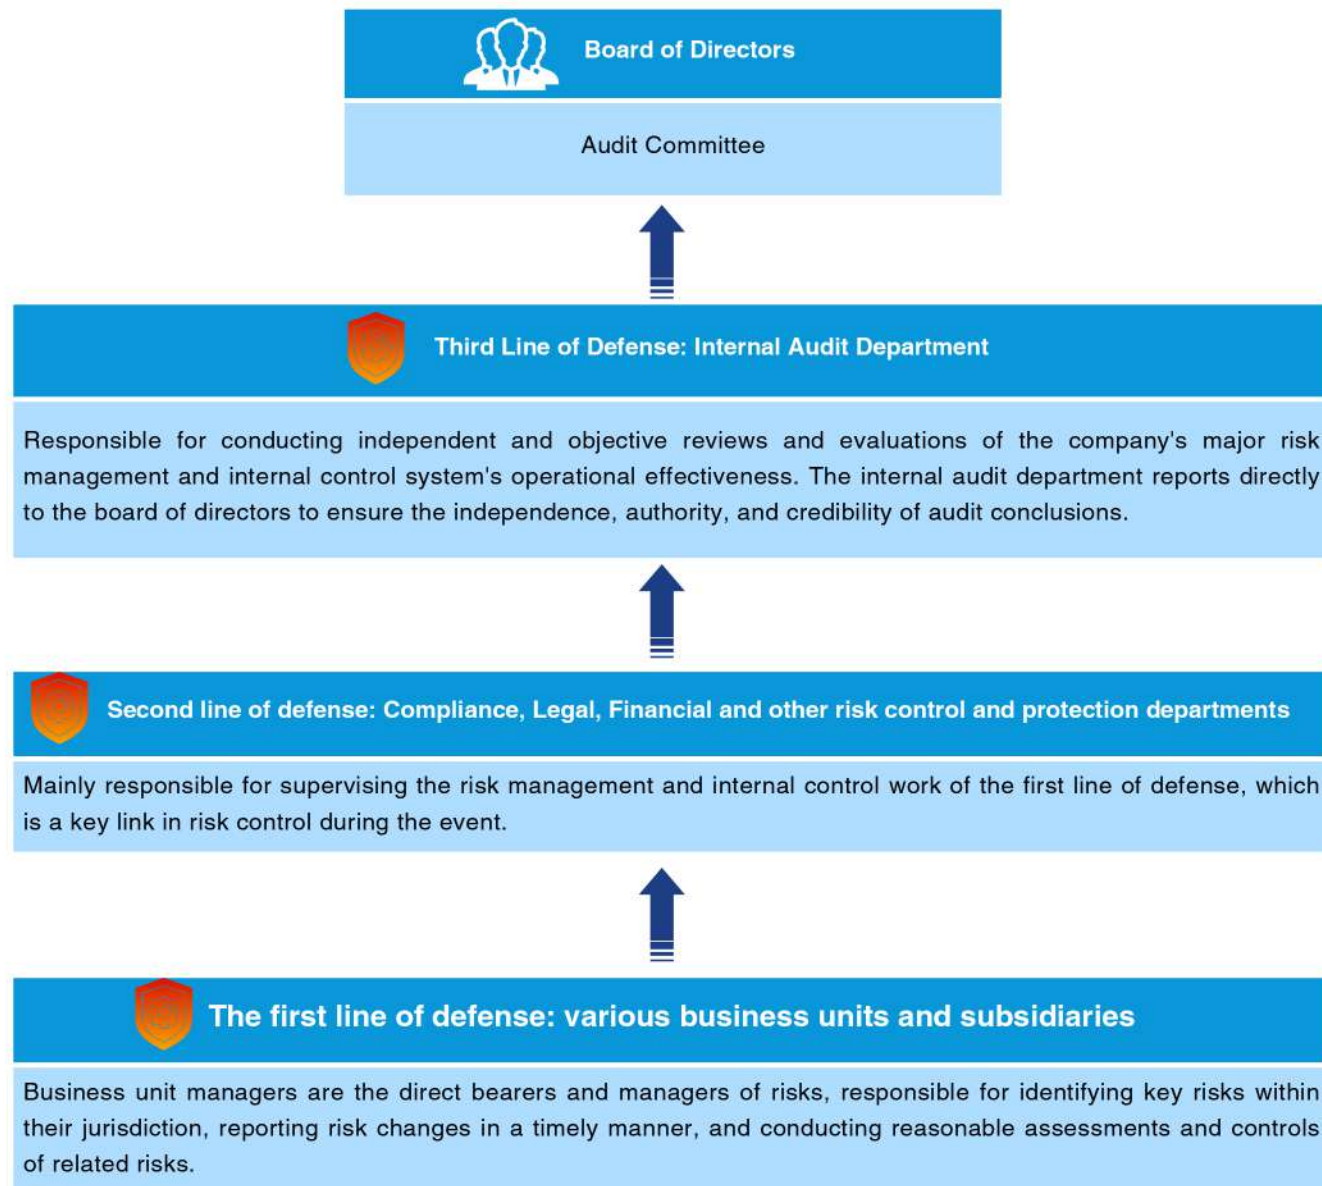 Board of Directors
Audit Committee
Third Line of Defense: Internal Audit Department
Responsible for conducting independent and objective reviews and evaluations of the company's major risk
management and internal control system's operational effectiveness. The internal audit department reports directly
to the board of directors to ensure the independence, authority, and credibility of audit conclusions.
Second line of defense: Compliance, Legal, Financial and other risk control and protection departments
Mainly responsible for supervising the risk management and internal control work of the first line of defense, which
is a key link in risk control during the event.
The first line of defense: various business units and subsidiaries
Business unit managers are the direct bearers and managers of risks, responsible for identifying key risks within
their jurisdiction, reporting risk changes in a timely manner, and conducting reasonable assessments and controls
of related risks.